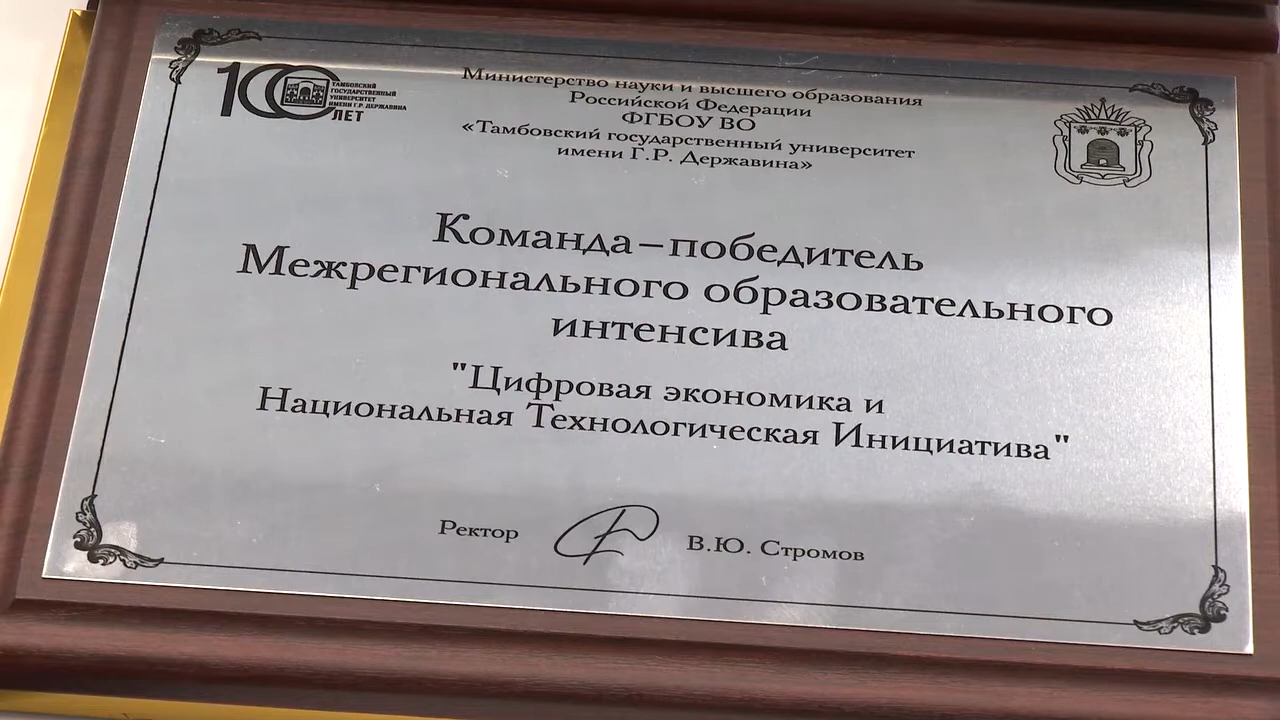 100 ЛЕТ
ТАМБОВСКИЙ
ГОСУДАРСТВЕННЫЙ
УНИВЕРСИТЕТ
ИМЕНИ Г.Р. ДЕРЖАВИНА
Министерство науки и высшего образования
Российской Федерации
ФГБОУ ВО
«Тамбовский государственный университет
имени Г.Р. Державина»
Команда–победитель
Межрегионального образовательного
интенсива
"Цифровая экономика и
Национальная Технологическая Инициатива"
Ректор В.Ю. Стромов